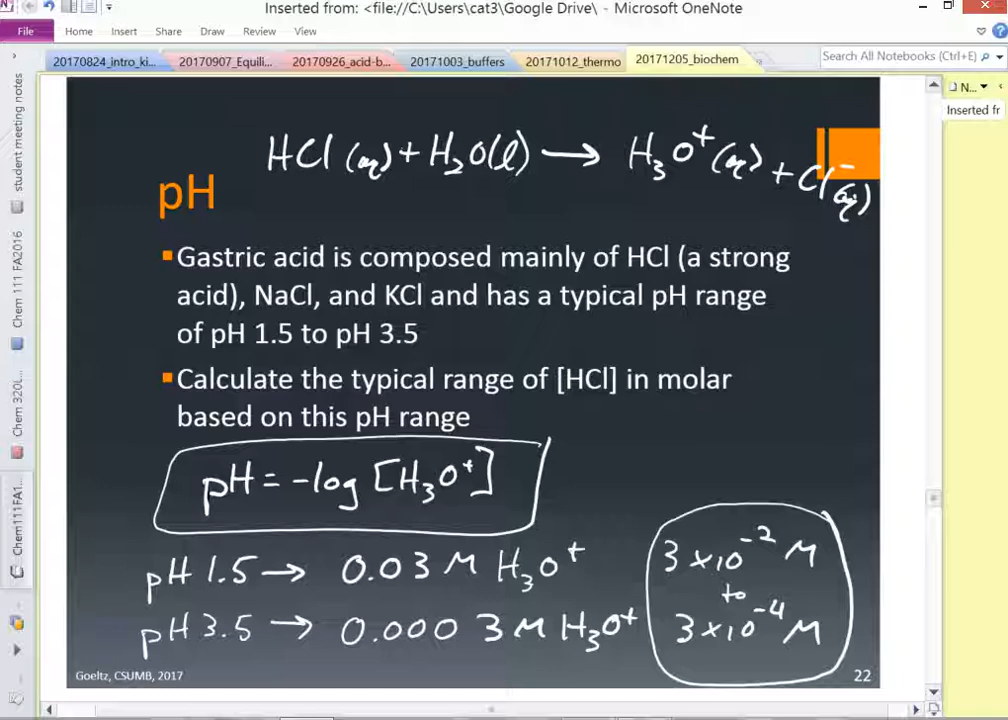 Inserted from: <file://C:\Users\cat3\Google Drive\ - Microsoft OneNote
File Home Insert Share Draw Review View
20170824_intro_ki... 20170907_Equili... 20170926_acid-b... 20171003_buffers 20171012_thermo 20171205_biochem Search All Notebooks (Ctrl+E)
N...
Inserted fr
student meeting notes
Chem 111 FA2016
Chem 320L
Chem111FA1
HCl (aq) + H₂O(l) → H₃O⁺ (aq) + Cl⁻ (aq)
pH
Gastric acid is composed mainly of HCl (a strong
acid), NaCl, and KCl and has a typical pH range
of pH 1.5 to pH 3.5
Calculate the typical range of [HCl] in molar
based on this pH range
pH = -log [H₃O⁺]
pH 1.5 → 0.03 M H₃O⁺
pH 3.5 → 0.000 3 M H₃O⁺
3 x10⁻² M
to
3 x10⁻⁴ M
Goeltz, CSUMB, 2017
22